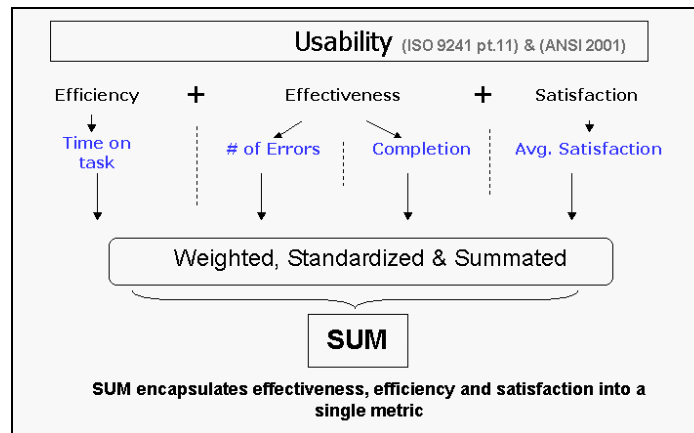 Usability (ISO 9241 pt.11) & (ANSI 2001)
Efficiency + Effectiveness + Satisfaction
Time on task # of Errors Completion Avg. Satisfaction
Weighted, Standardized & Summated
SUM
SUM encapsulates effectiveness, efficiency and satisfaction into a
single metric